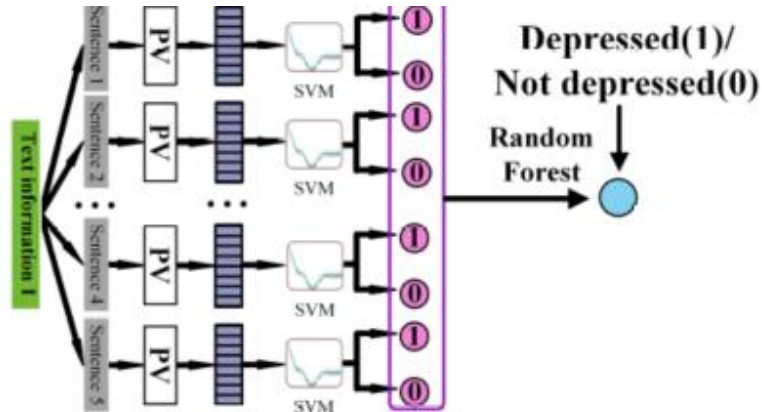 Text information 1
Sentence 1
PV
SVM
1
0
Sentence 2
PV
SVM
1
0
...
...
Sentence 4
PV
SVM
1
0
Sentence 5
PV
SVM
1
0
Depressed(1)/
Not depressed(0)
Random
Forest